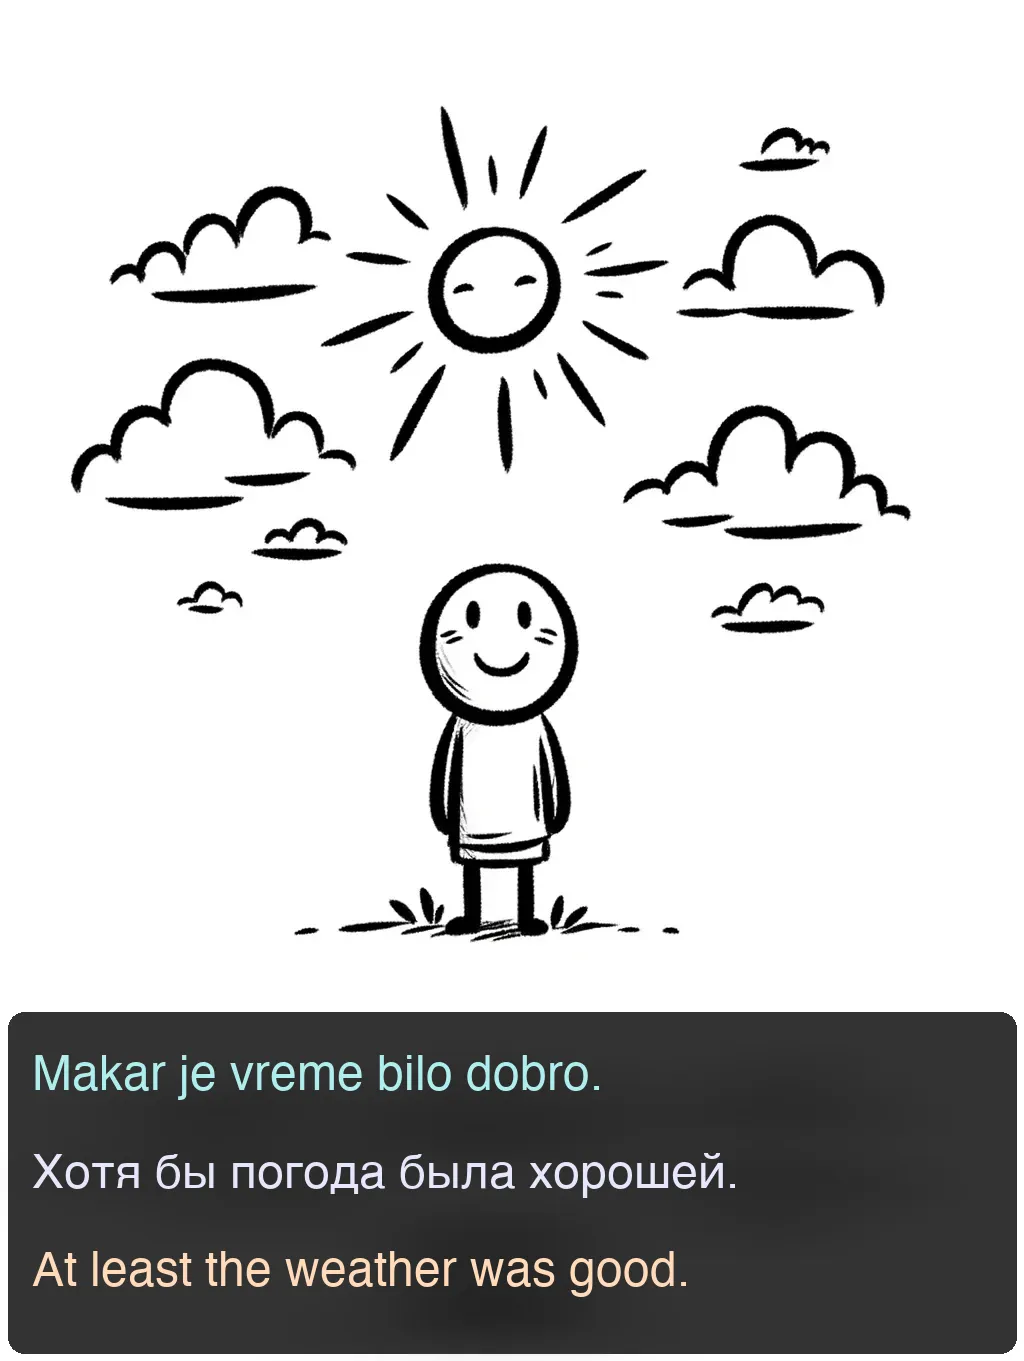 Makar je vreme bilo dobro.
Хотя бы погода была хорошей.
At least the weather was good.